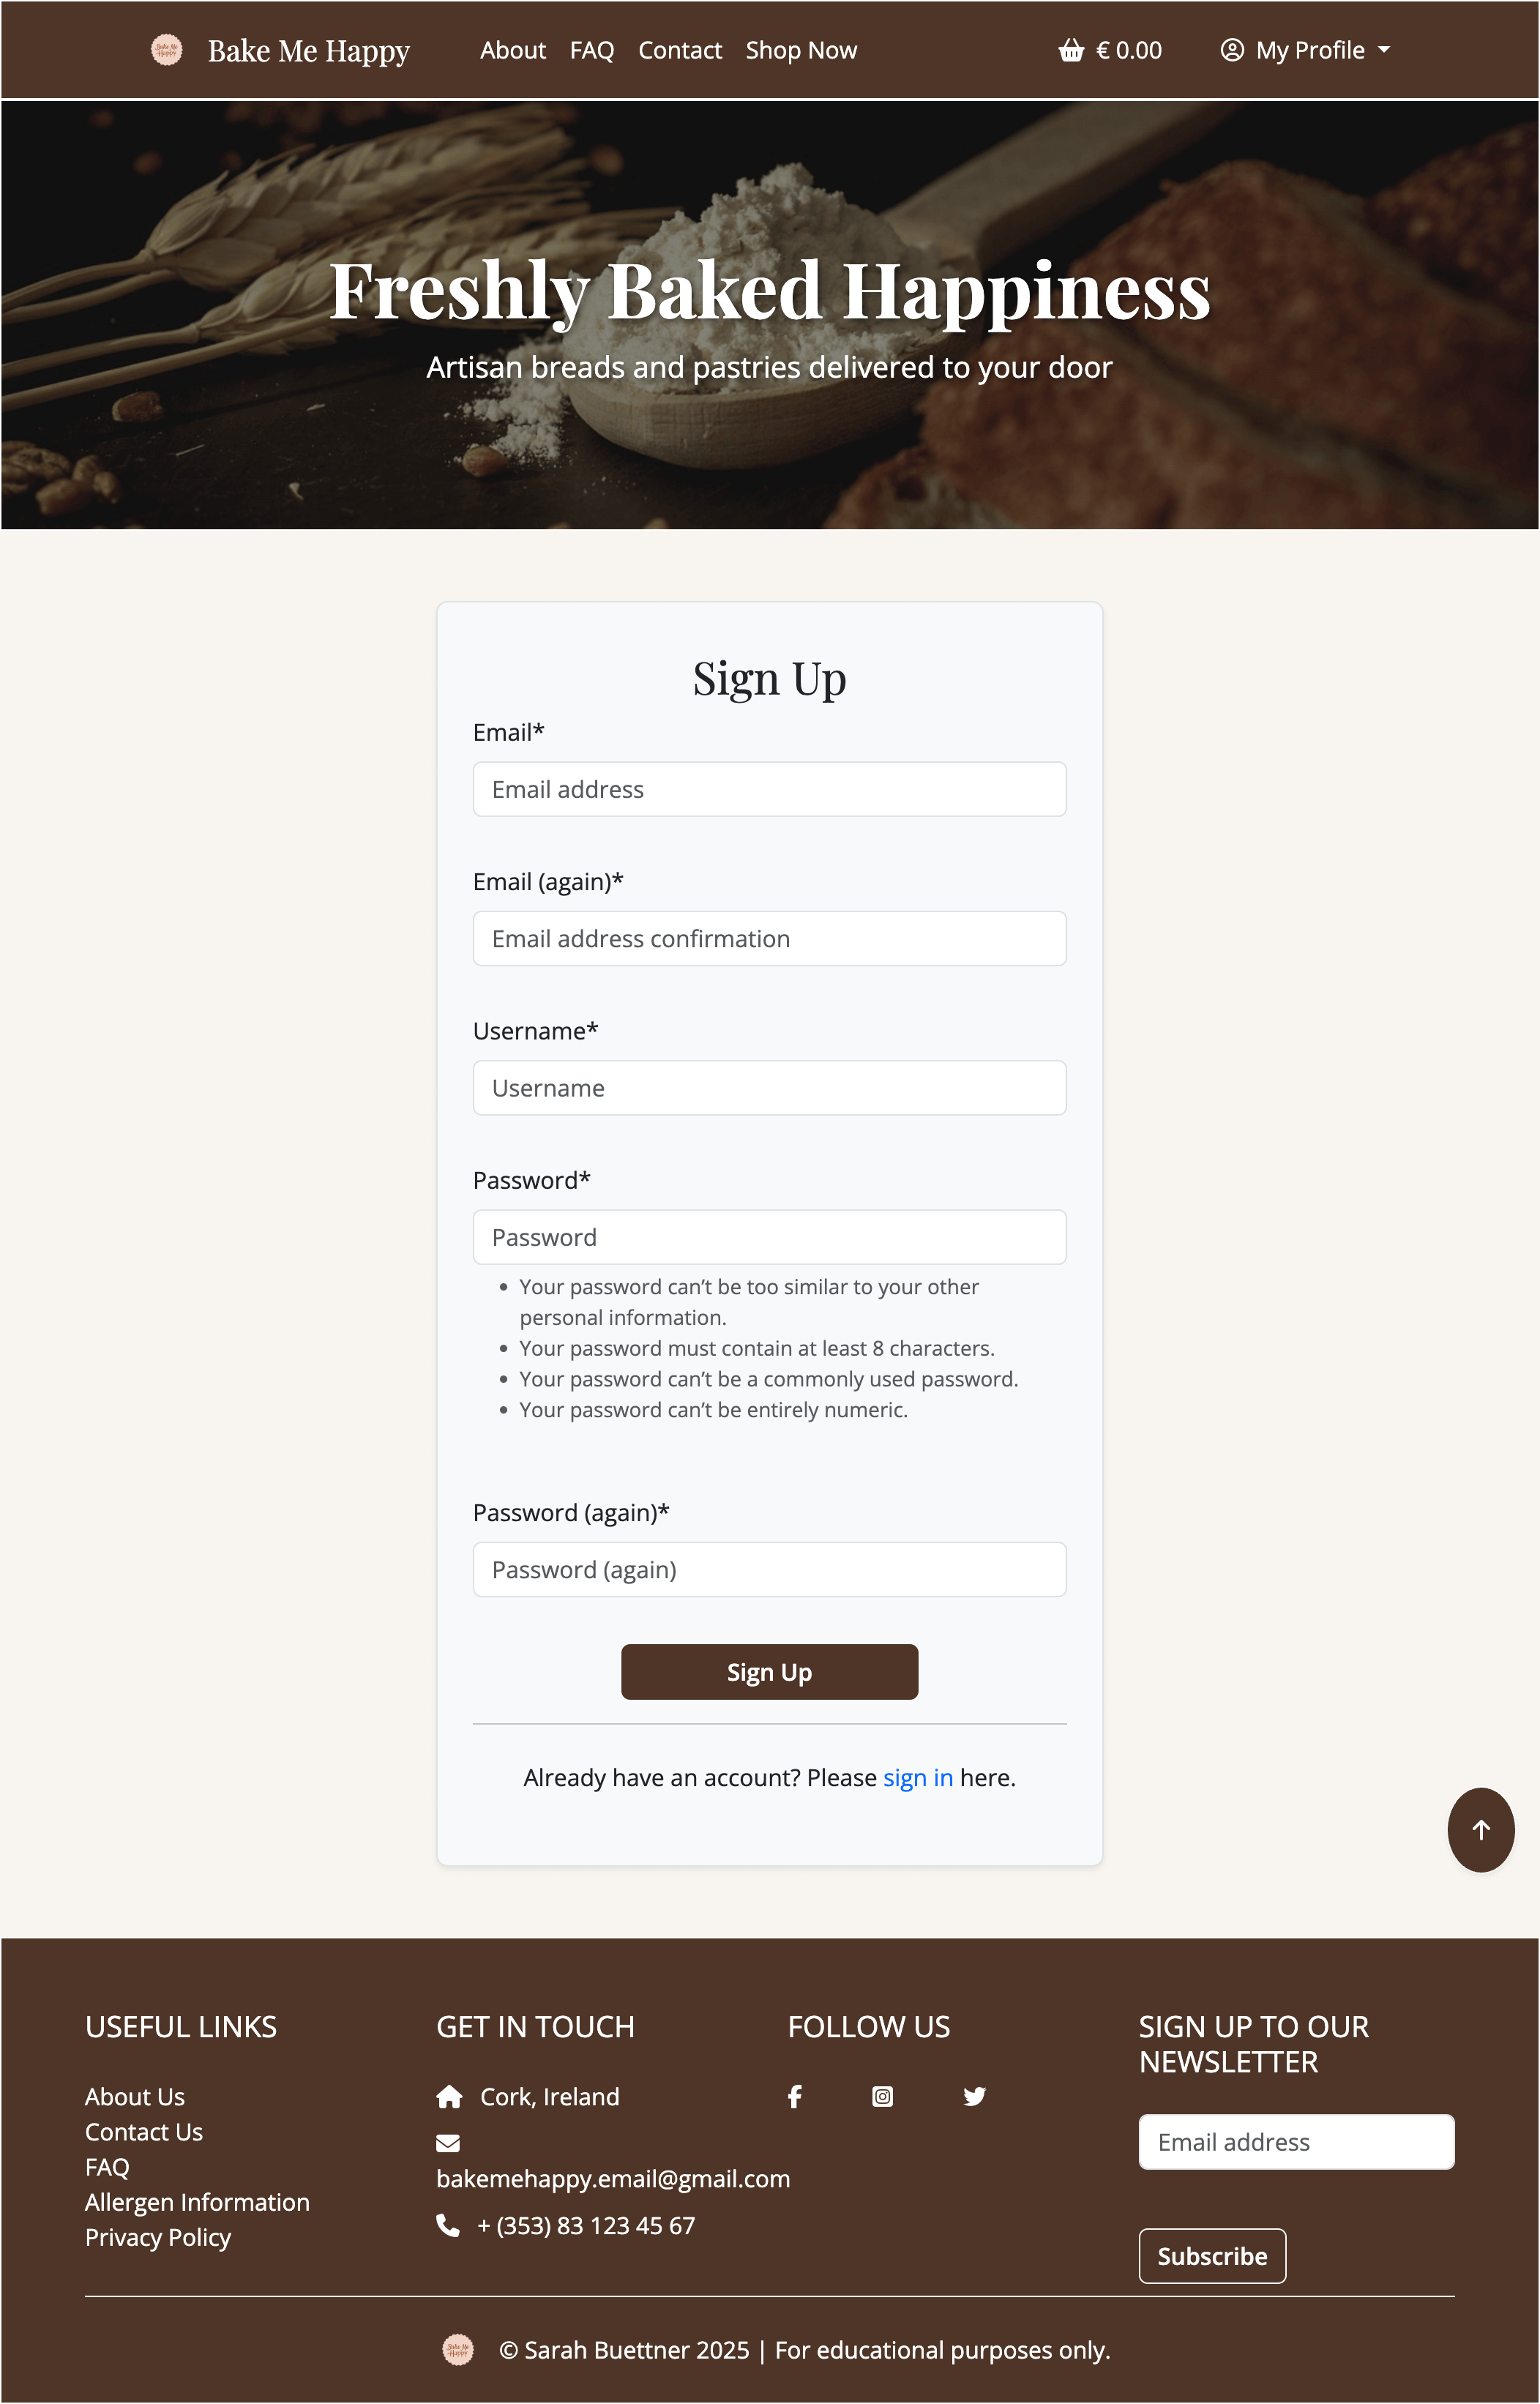 Bake Me Happy
Bake Me Happy
About FAQ Contact Shop Now
€ 0.00
My Profile
Freshly Baked Happiness
Artisan breads and pastries delivered to your door
Sign Up
Email*
Email address
Email (again)*
Email address confirmation
Username*
Username
Password*
Password
• Your password can’t be too similar to your other
personal information.
• Your password must contain at least 8 characters.
• Your password can’t be a commonly used password.
• Your password can’t be entirely numeric.
Password (again)*
Password (again)
Sign Up
Already have an account? Please sign in here.
USEFUL LINKS
About Us
Contact Us
FAQ
Allergen Information
Privacy Policy
GET IN TOUCH
Cork, Ireland
bakemehappy.email@gmail.com
+ (353) 83 123 45 67
FOLLOW US
SIGN UP TO OUR
NEWSLETTER
Email address
Subscribe
Bake Me Happy
© Sarah Buettner 2025 | For educational purposes only.